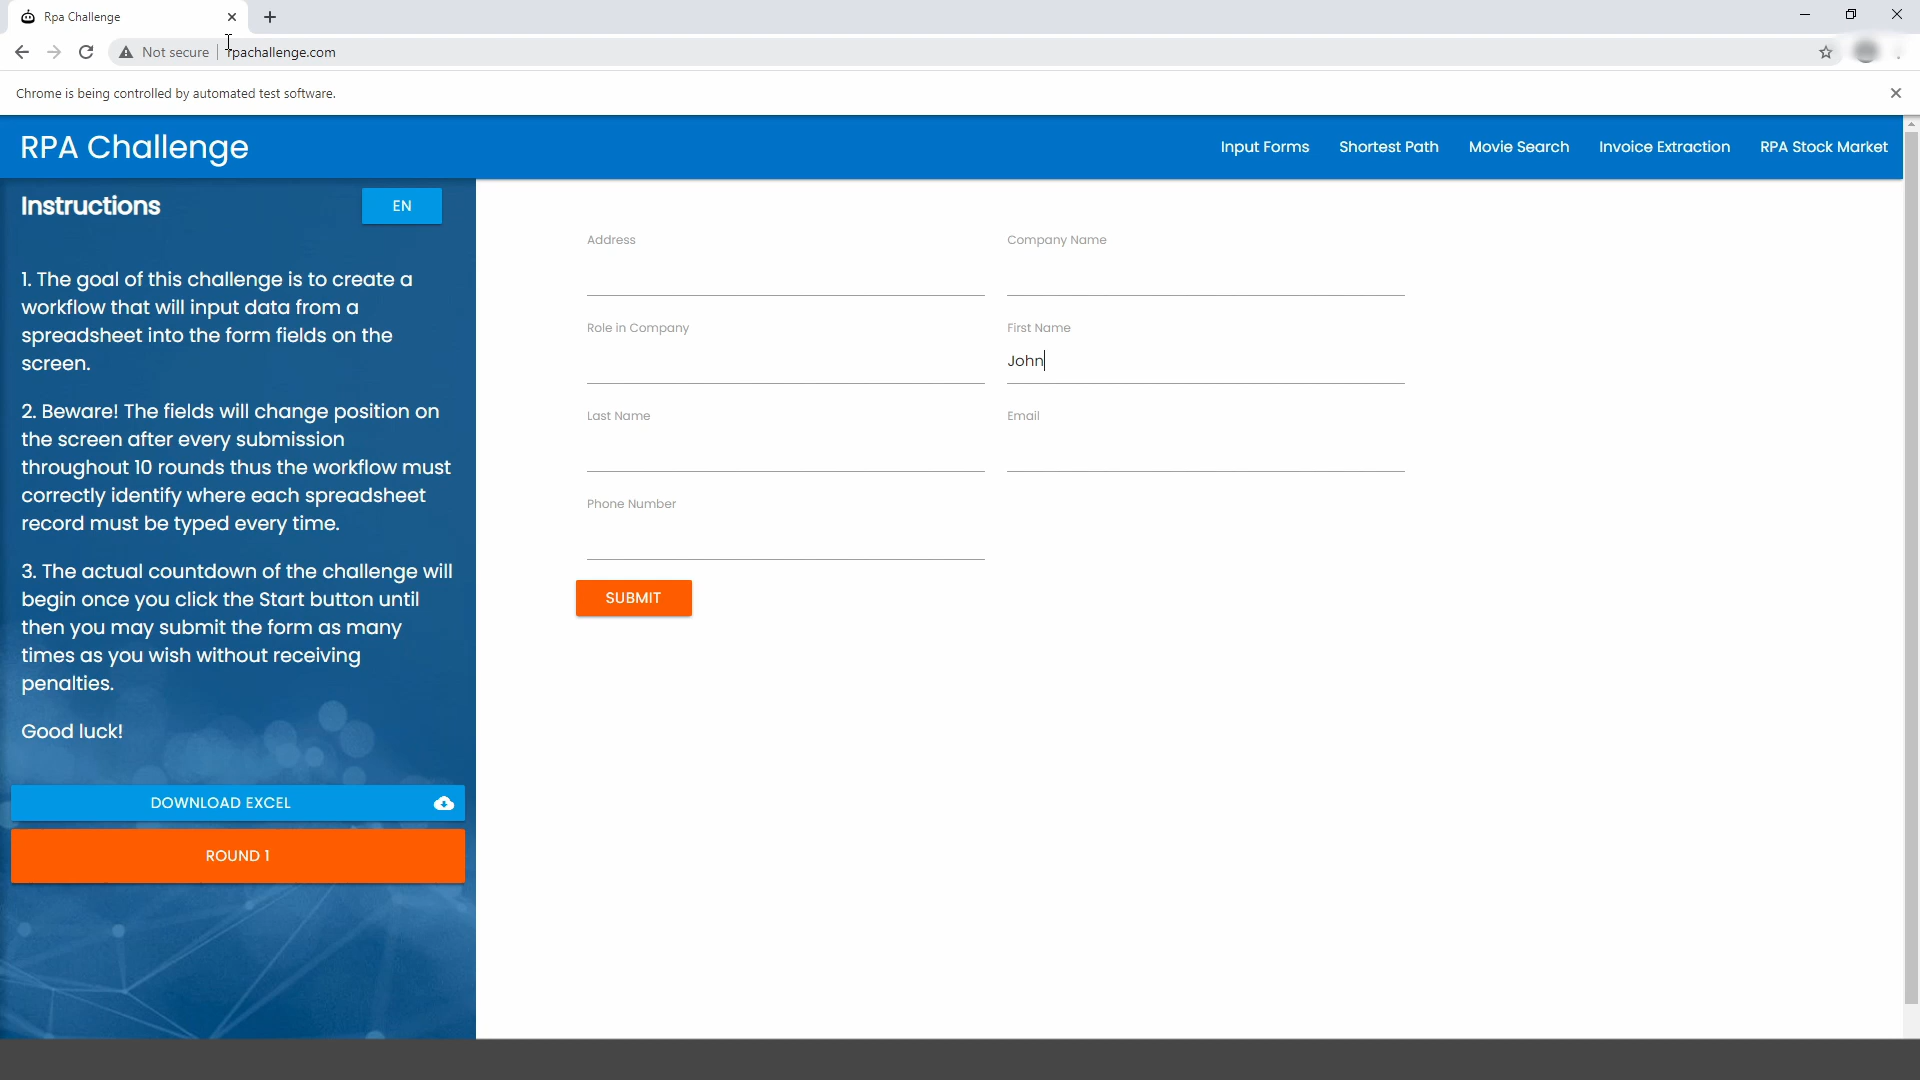 Rpa Challenge
Not secure
rpachallenge.com
Chrome is being controlled by automated test software.
RPA Challenge
Input Forms
Shortest Path
Movie Search
Invoice Extraction
RPA Stock Market
Instructions
EN
1. The goal of this challenge is to create a
workflow that will input data from a
spreadsheet into the form fields on the
screen.
2. Beware! The fields will change position on
the screen after every submission
throughout 10 rounds thus the workflow must
correctly identify where each spreadsheet
record must be typed every time.
3. The actual countdown of the challenge will
begin once you click the Start button until
then you may submit the form as many
times as you wish without receiving
penalties.
Good luck!
DOWNLOAD EXCEL
ROUND 1
Address
Company Name
Role in Company
First Name
John
Last Name
Email
Phone Number
SUBMIT